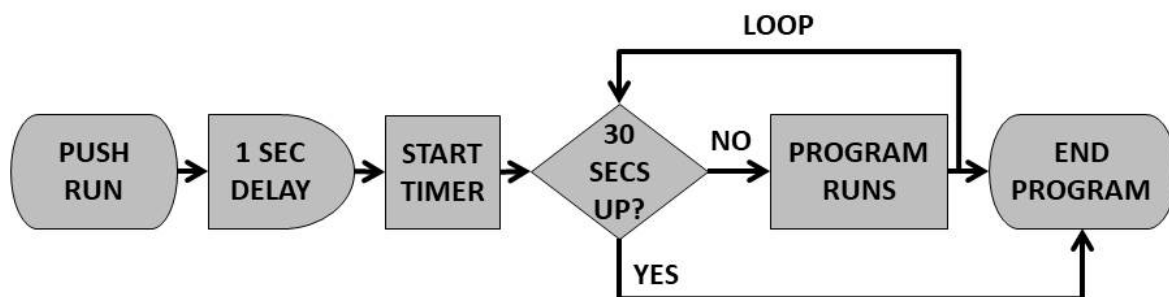 LOOP
PUSH
RUN
1 SEC
DELAY
START
TIMER
30
SECS
UP?
NO
PROGRAM
RUNS
END
PROGRAM
YES